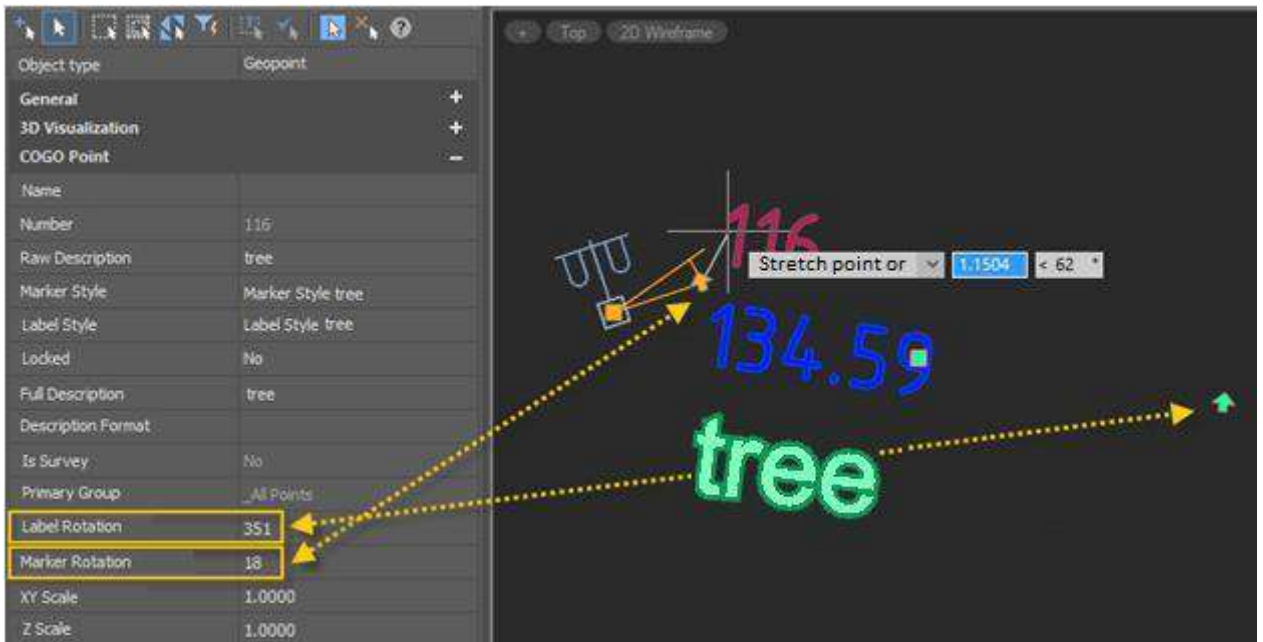 Object type Geopoint
General +
3D Visualization +
COGO Point −
Name
Number 116
Raw Description tree
Marker Style Marker Style tree
Label Style Label Style tree
Locked No
Full Description tree
Description Format
Is Survey No
Primary Group _All Points
Label Rotation 351
Marker Rotation 18
XY Scale 1.0000
Z Scale 1.0000
+ Top 2D Wireframe
116
Stretch point or 1.1504 < 62 °
134.59
tree